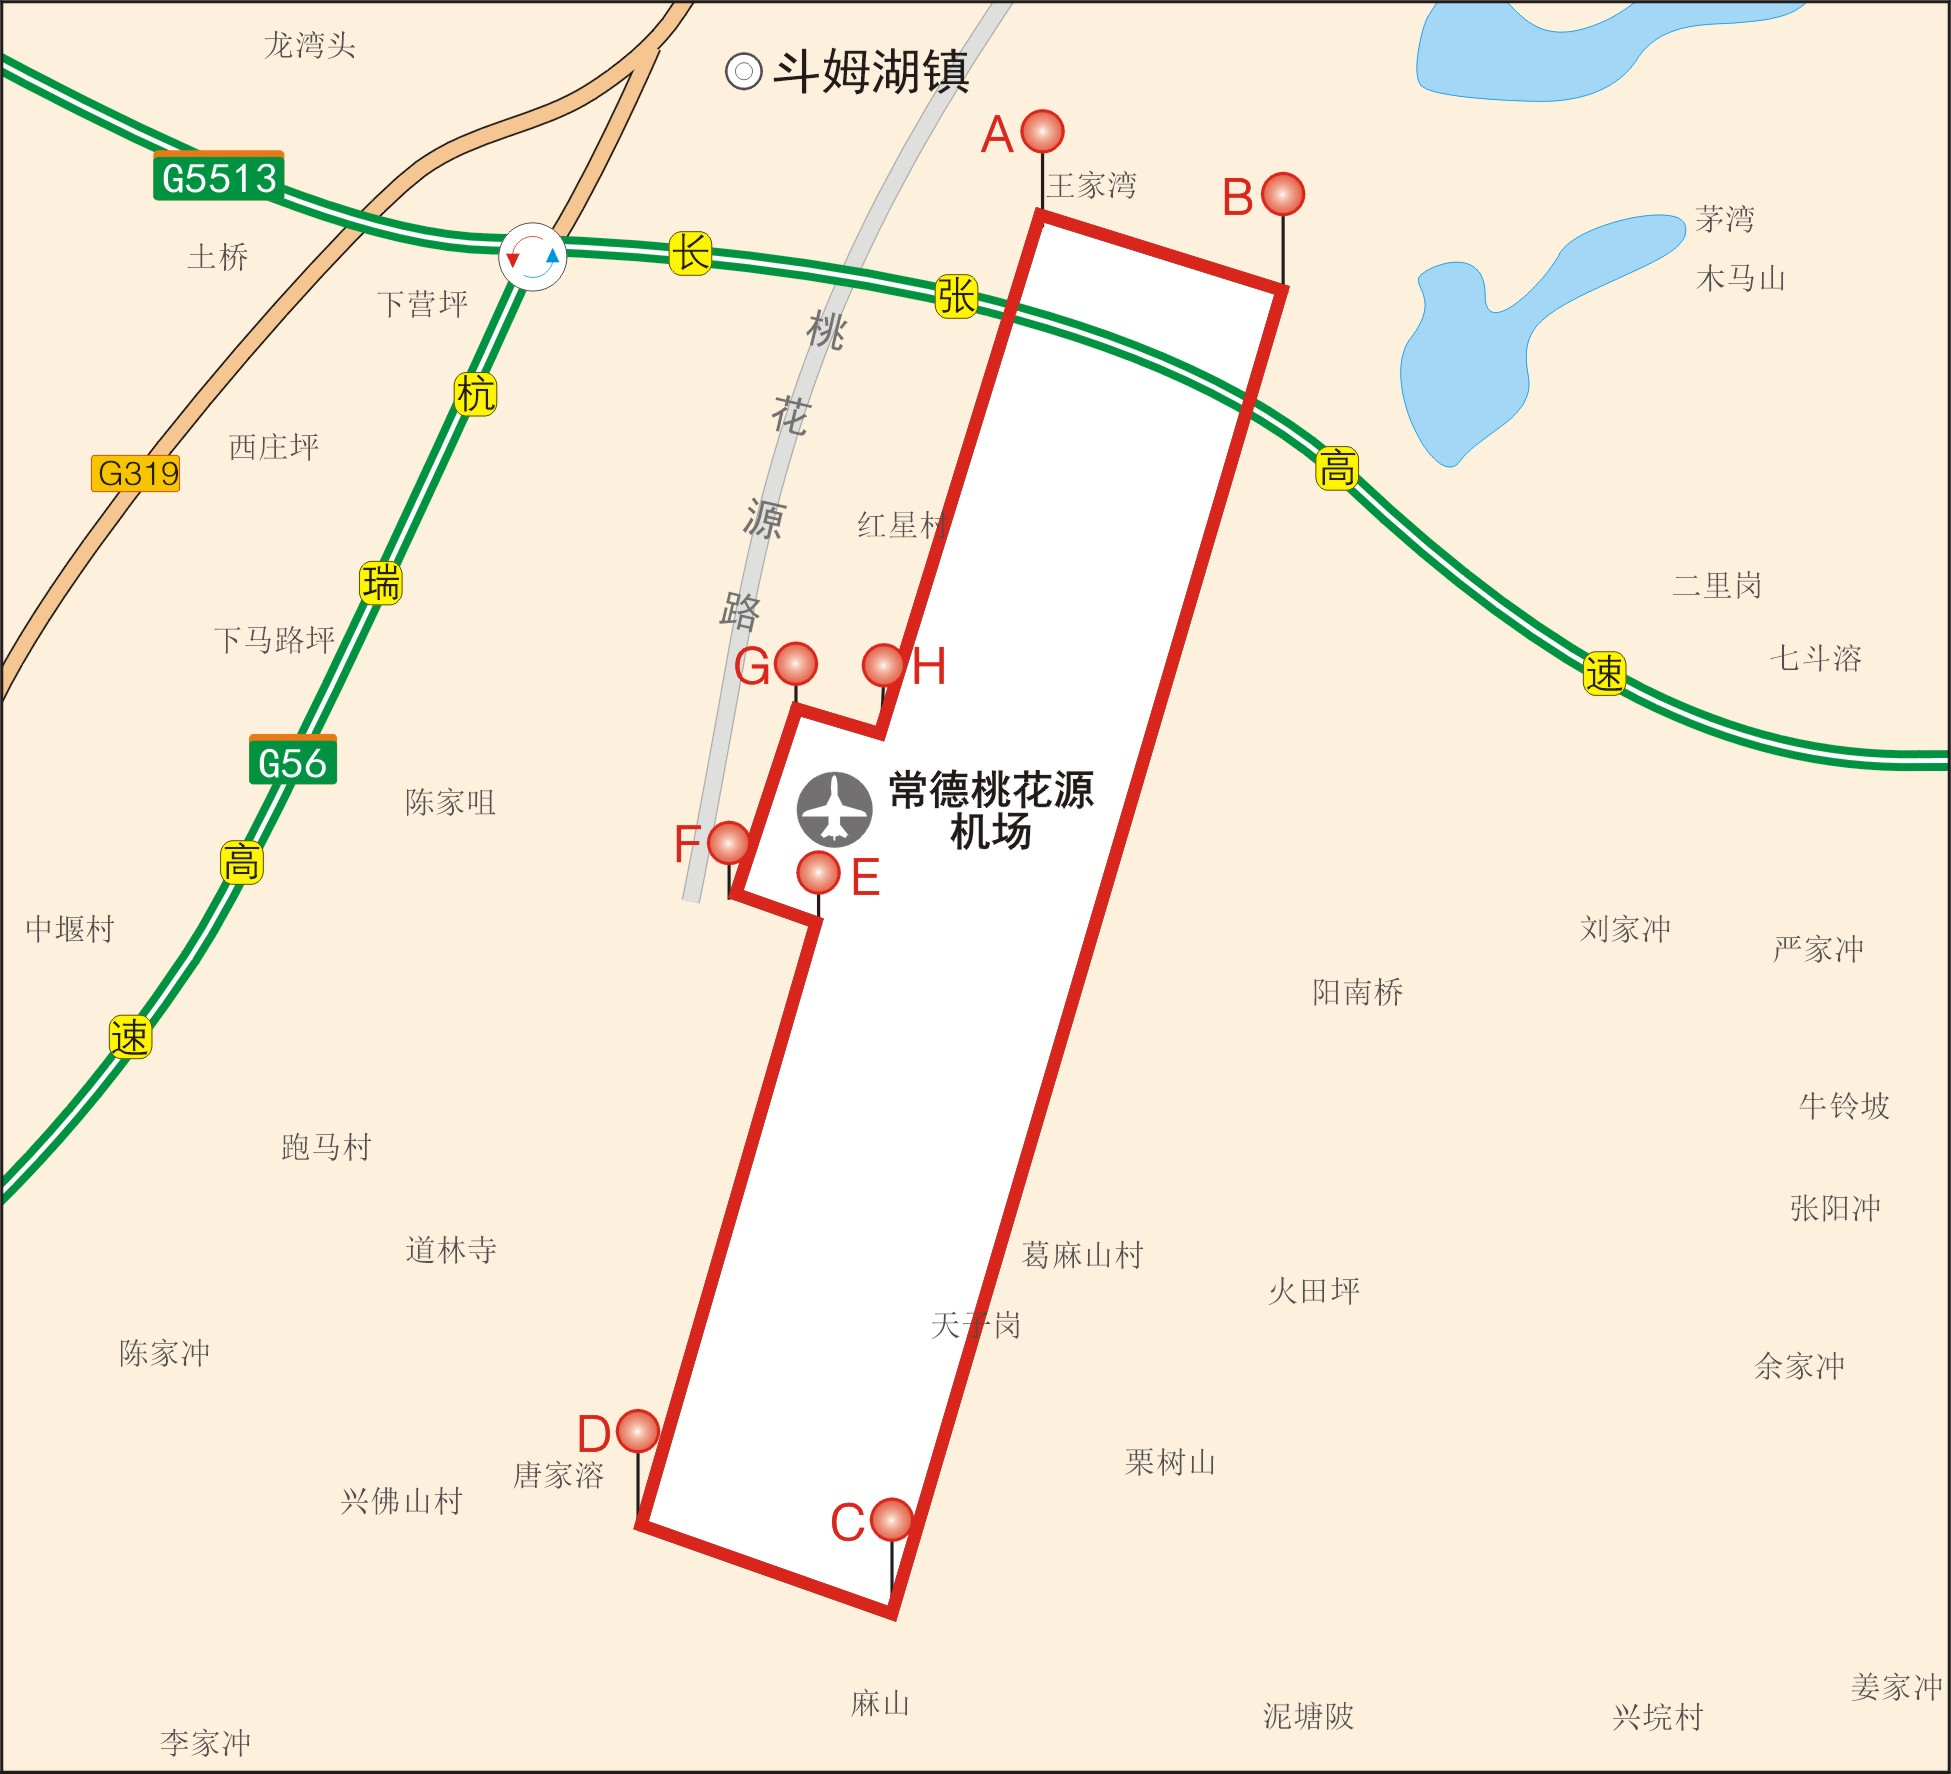 龙湾头
斗姆湖镇
A
王家湾
B
G5513
茅湾
土桥
长
木马山
下营坪
张
桃
杭
花
西庄坪
高
G319
源
红星村
瑞
二里岗
路
下马路坪
G
H
七斗溶
速
G56
常德桃花源
机场
陈家咀
F
高
E
中堰村
刘家冲
严家冲
阳南桥
速
牛铃坡
跑马村
张阳冲
道林寺
葛麻山村
火田坪
天子岗
陈家冲
余家冲
D
栗树山
唐家溶
兴佛山村
C
姜家冲
麻山
泥塘陂
兴垸村
李家冲